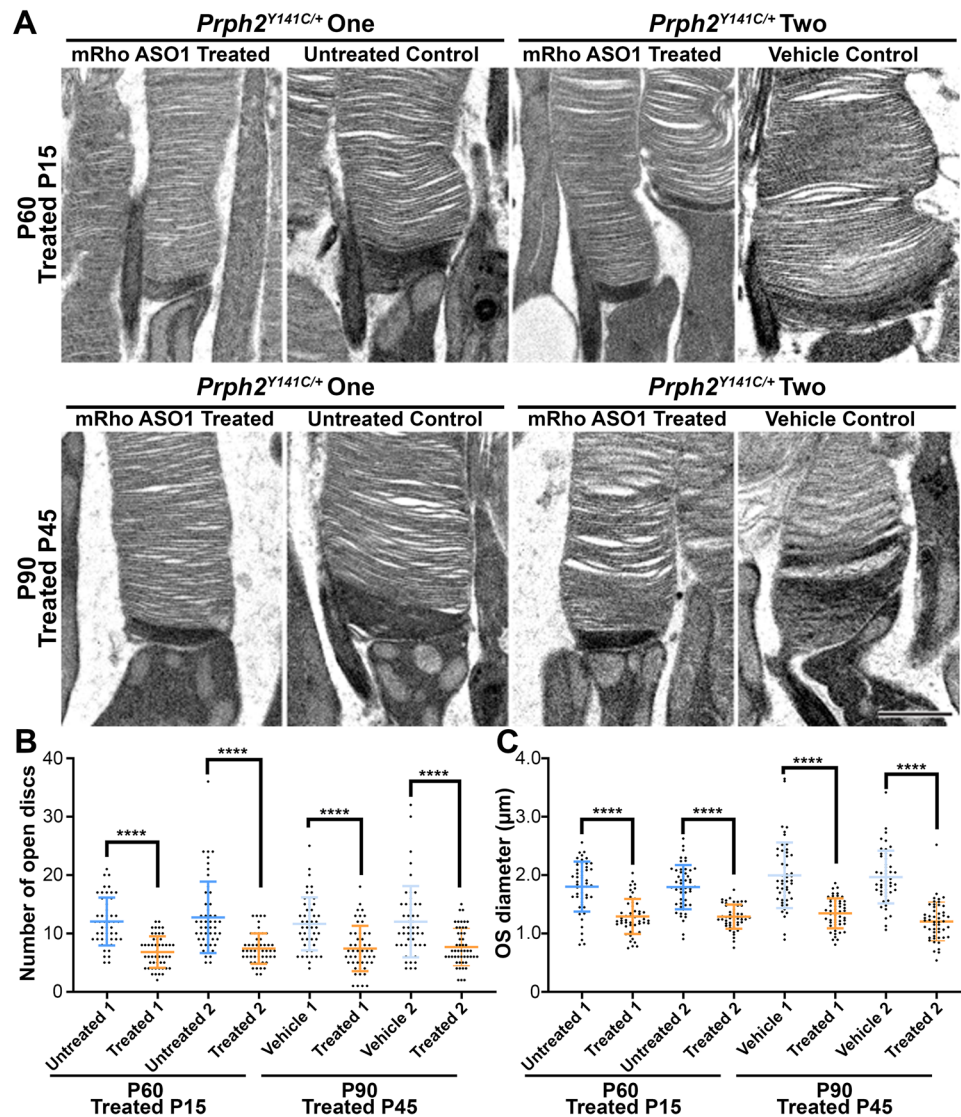 A
Prph2Y141C/+ One
Prph2Y141C/+ Two
mRho ASO1 Treated
Untreated Control
mRho ASO1 Treated
Vehicle Control
P60
Treated P15
Prph2Y141C/+ One
Prph2Y141C/+ Two
mRho ASO1 Treated
Untreated Control
mRho ASO1 Treated
Vehicle Control
P90
Treated P45
B
Number of open discs
40
30
20
10
0
****
****
****
****
Untreated 1
Treated 1
Untreated 2
Treated 2
Vehicle 1
Treated 1
Vehicle 2
Treated 2
P60
Treated P15
P90
Treated P45
C
OS diameter (µm)
4.0
3.0
2.0
1.0
0
****
****
****
****
Untreated 1
Treated 1
Untreated 2
Treated 2
Vehicle 1
Treated 1
Vehicle 2
Treated 2
P60
Treated P15
P90
Treated P45